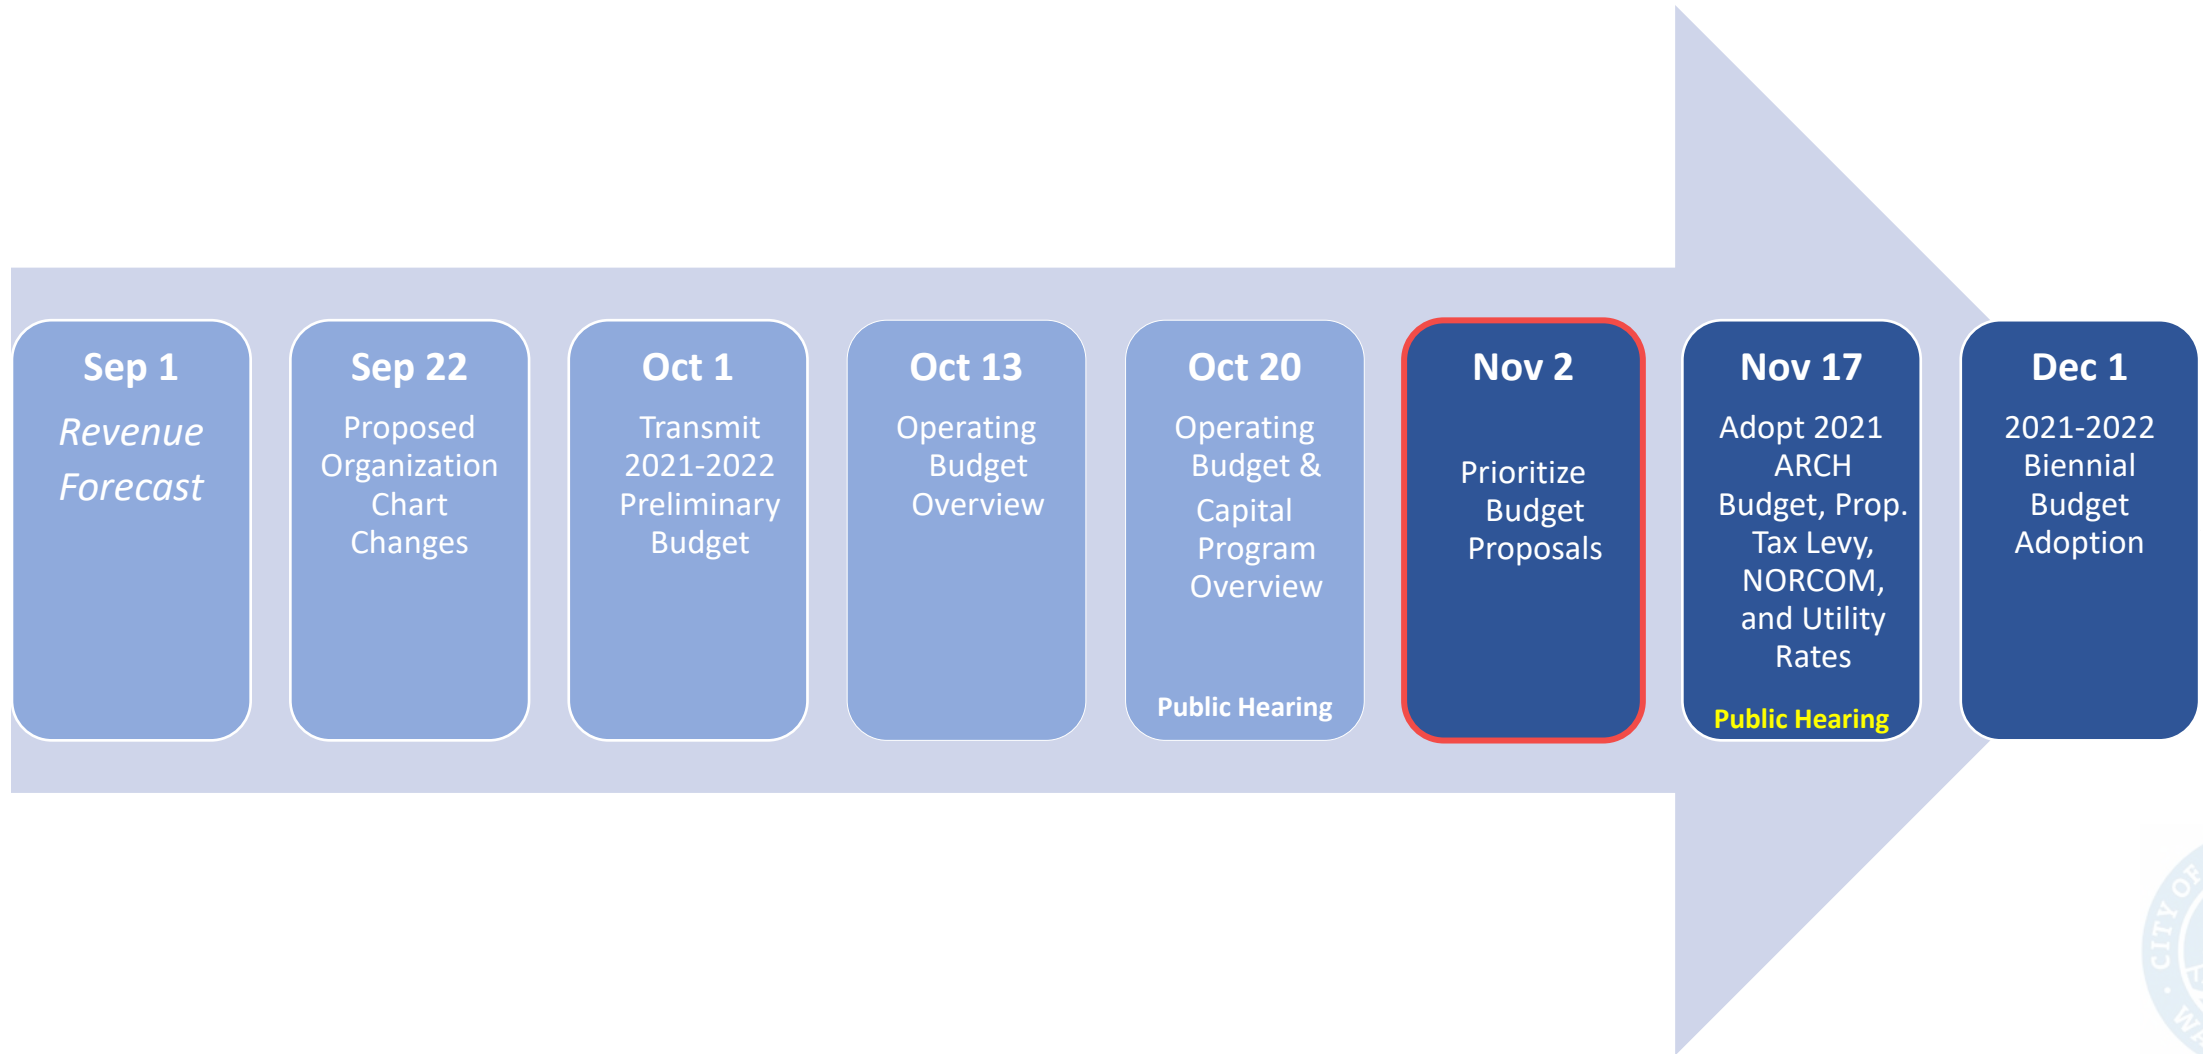 Sep 1
Revenue
Forecast
Sep 22
Proposed
Organization
Chart
Changes
Oct 1
Transmit
2021-2022
Preliminary
Budget
Oct 13
Operating
Budget
Overview
Oct 20
Operating
Budget &
Capital
Program
Overview
Public Hearing
Nov 2
Prioritize
Budget
Proposals
Nov 17
Adopt 2021
ARCH
Budget, Prop.
Tax Levy,
NORCOM,
and Utility
Rates
Public Hearing
Dec 1
2021-2022
Biennial
Budget
Adoption
CITY OF